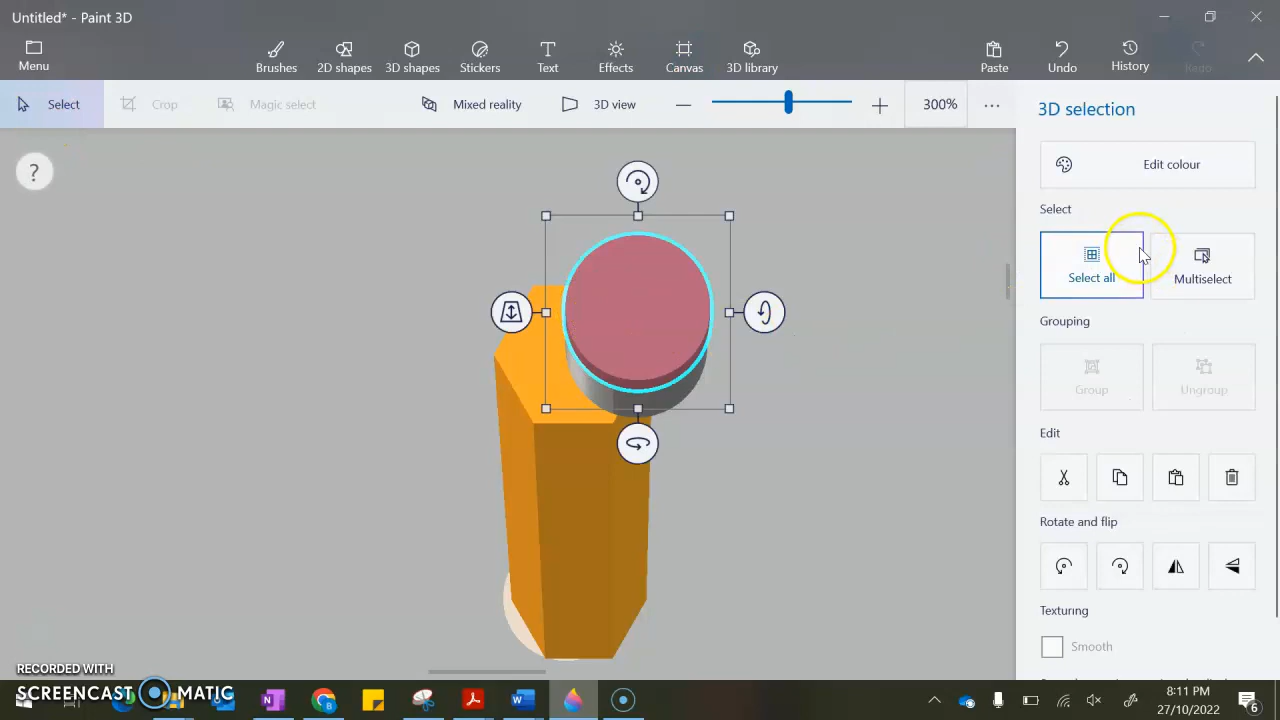 Untitled* - Paint 3D
Menu
Brushes
2D shapes
3D shapes
Stickers
Text
Effects
Canvas
3D library
Paste
Undo
History
Redo
Select
Crop
Magic select
Mixed reality
3D view
300%
?
3D selection
Edit colour
Select
Select all
Multiselect
Grouping
Group
Ungroup
Edit
Rotate and flip
Texturing
Smooth
RECORDED WITH
SCREENCAST MATIC
8:11 PM
27/10/2022
6